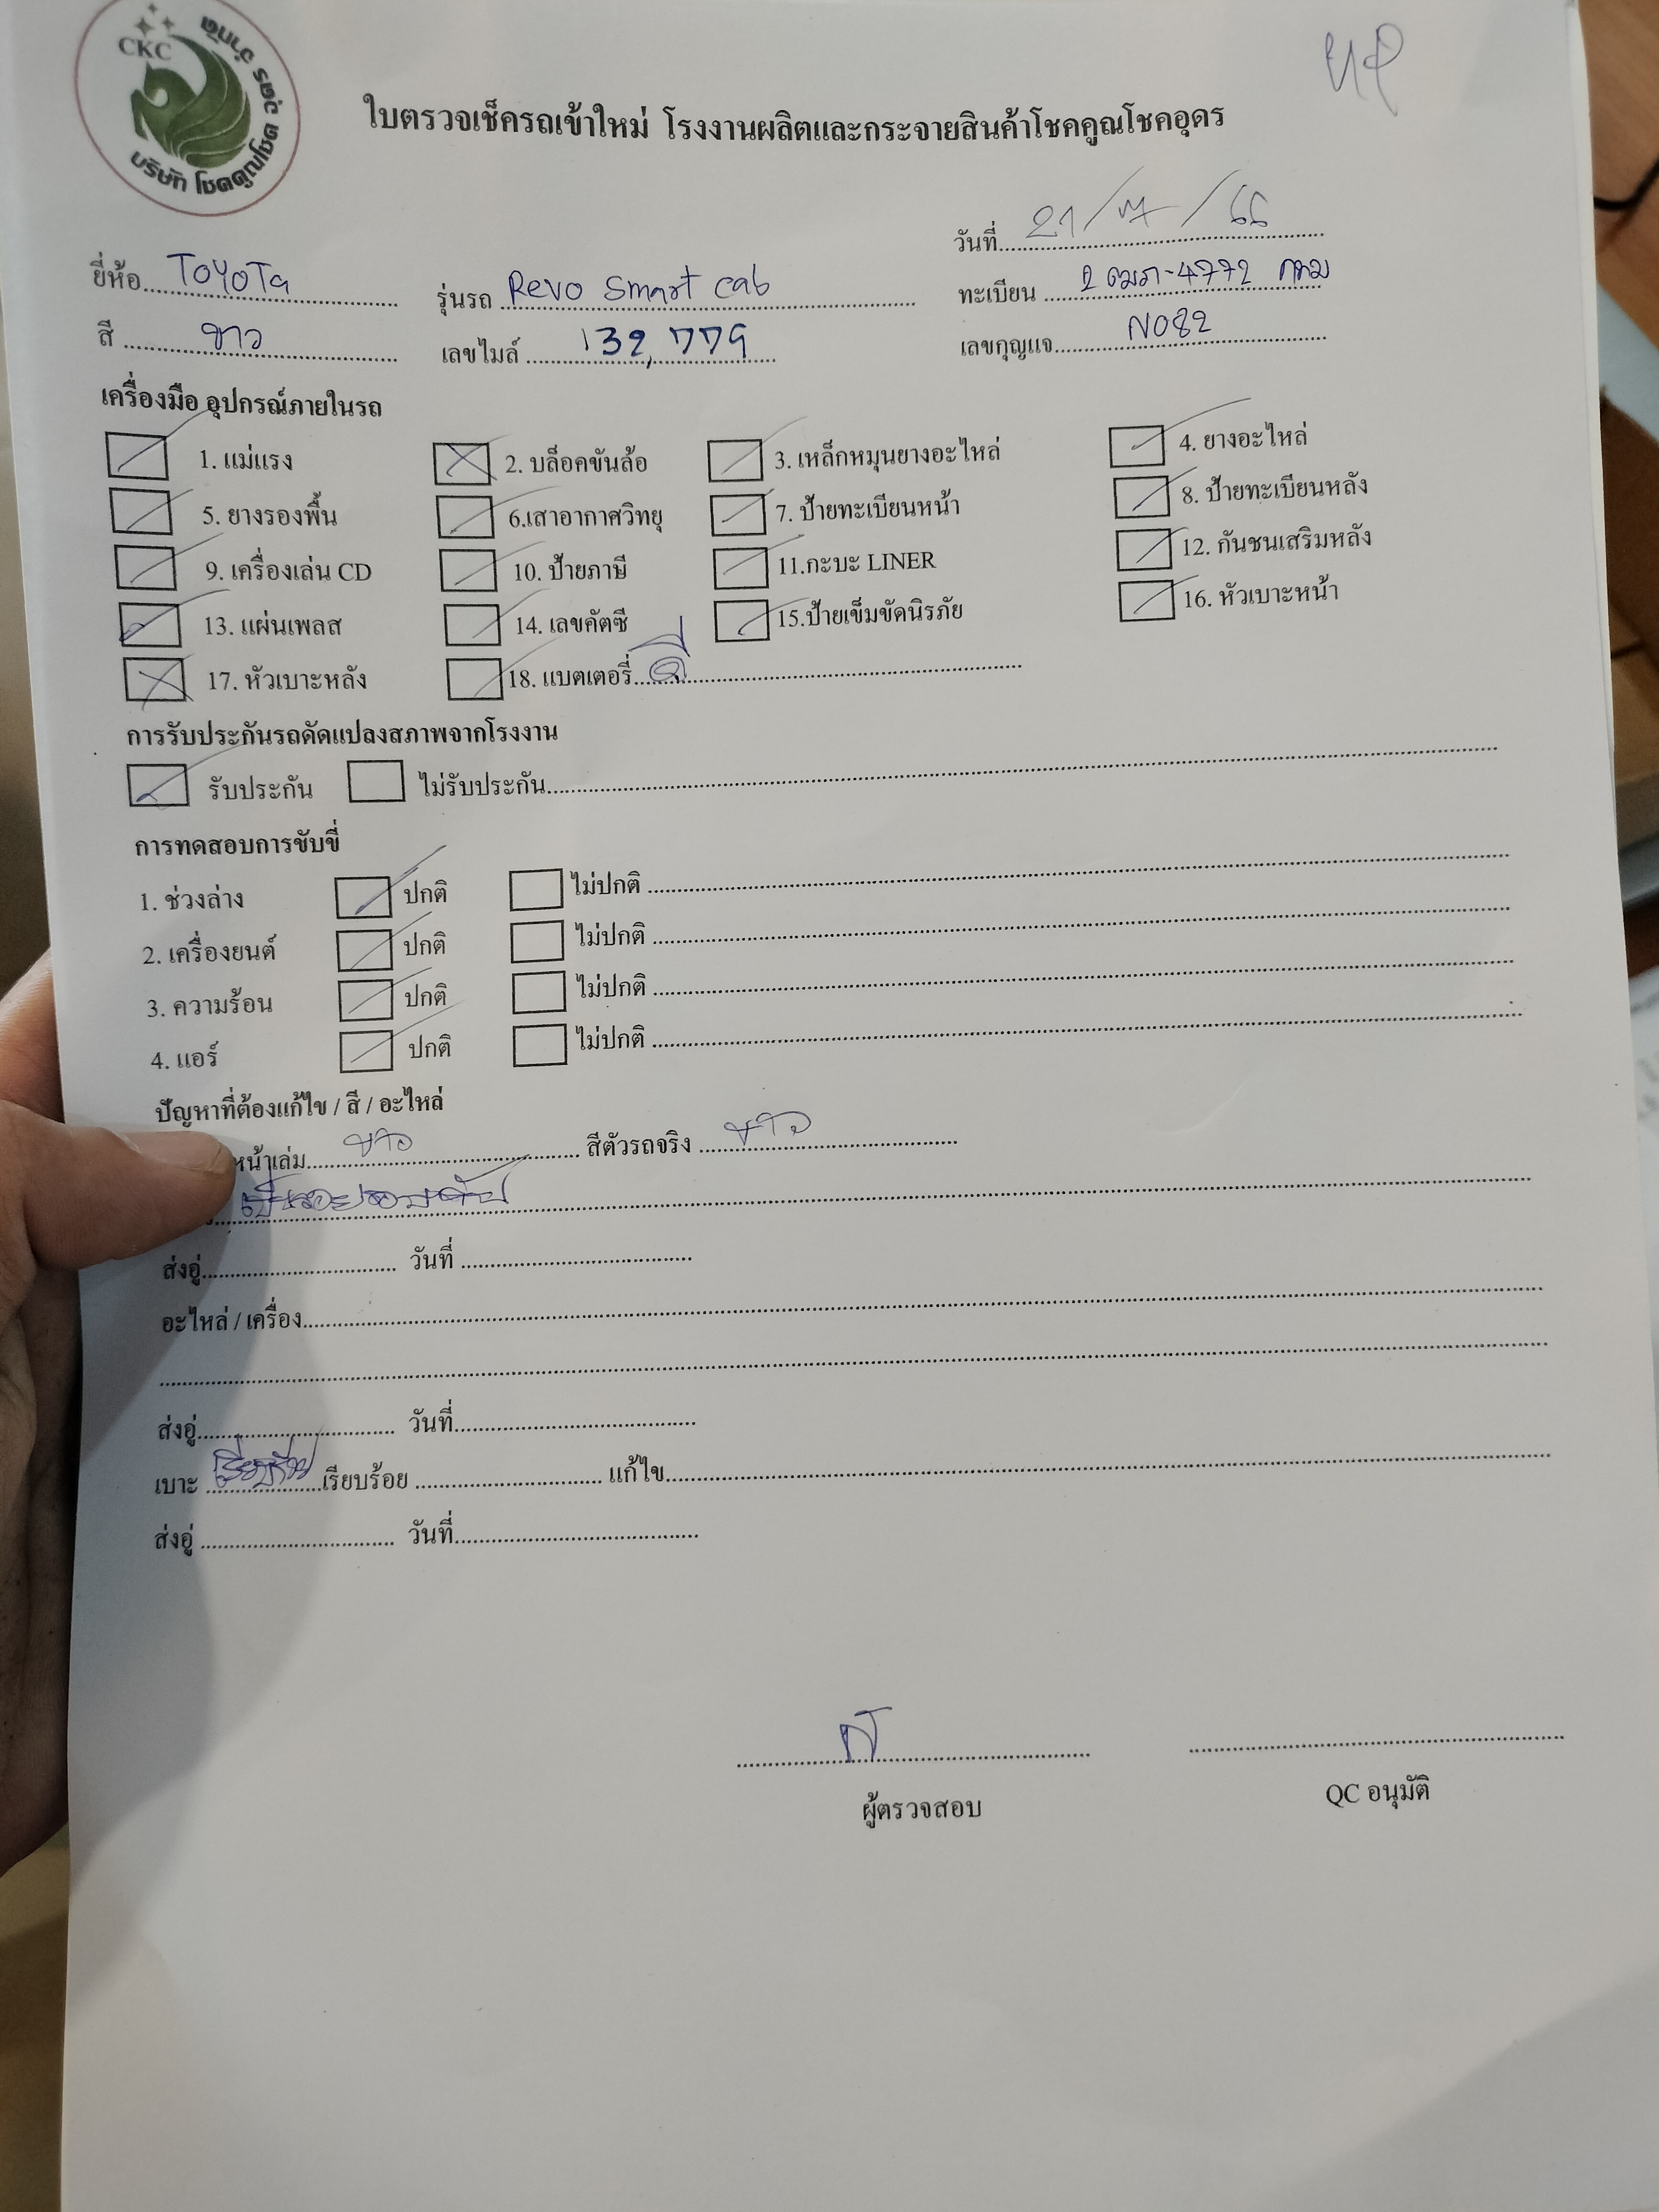 CKC
บริษัท โชคคูณโชค วัตร จำกัด
ใบตรวจเช็ครถเข้าใหม่ โรงงานผลิตและกระจายสินค้าโชคคูณโชคอุดร
วันที่ 21/7/66
ยี่ห้อ TOYOTA รุ่นรถ Revo Smart cab ทะเบียน 2ฒภ-4772 กทม
สี ขาว เลขไมล์ 132,779 เลขกุญแจ N082
เครื่องมือ อุปกรณ์ภายในรถ
1. แม่แรง 2. บล็อคขันล้อ 3. เหล็กหมุนยางอะไหล่ 4. ยางอะไหล่
5. ยางรองพื้น 6.เสาอากาศวิทยุ 7. ป้ายทะเบียนหน้า 8. ป้ายทะเบียนหลัง
9. เครื่องเล่น CD 10. ป้ายภาษี 11.กะบะ LINER 12. กันชนเสริมหลัง
13. แผ่นเพลส 14. เลขคัตซี 15.ป้ายเข็มขัดนิรภัย 16. หัวเบาะหน้า
17. หัวเบาะหลัง 18. แบตเตอรี่ ดี
การรับประกันรถดัดแปลงสภาพจากโรงงาน
รับประกัน ไม่รับประกัน
การทดสอบการขับขี่
1. ช่วงล่าง ปกติ ไม่ปกติ
2. เครื่องยนต์ ปกติ ไม่ปกติ
3. ความร้อน ปกติ ไม่ปกติ
4. แอร์ ปกติ ไม่ปกติ
ปัญหาที่ต้องแก้ไข / สี / อะไหล่
หน้าเล่ม ขาว สีตัวรถจริง ขาว
ส่งอู่ วันที่
อะไหล่ / เครื่อง
ส่งอู่ วันที่
เบาะ เรียบร้อย แก้ไข
ส่งอู่ วันที่
ผู้ตรวจสอบ QC อนุมัติ